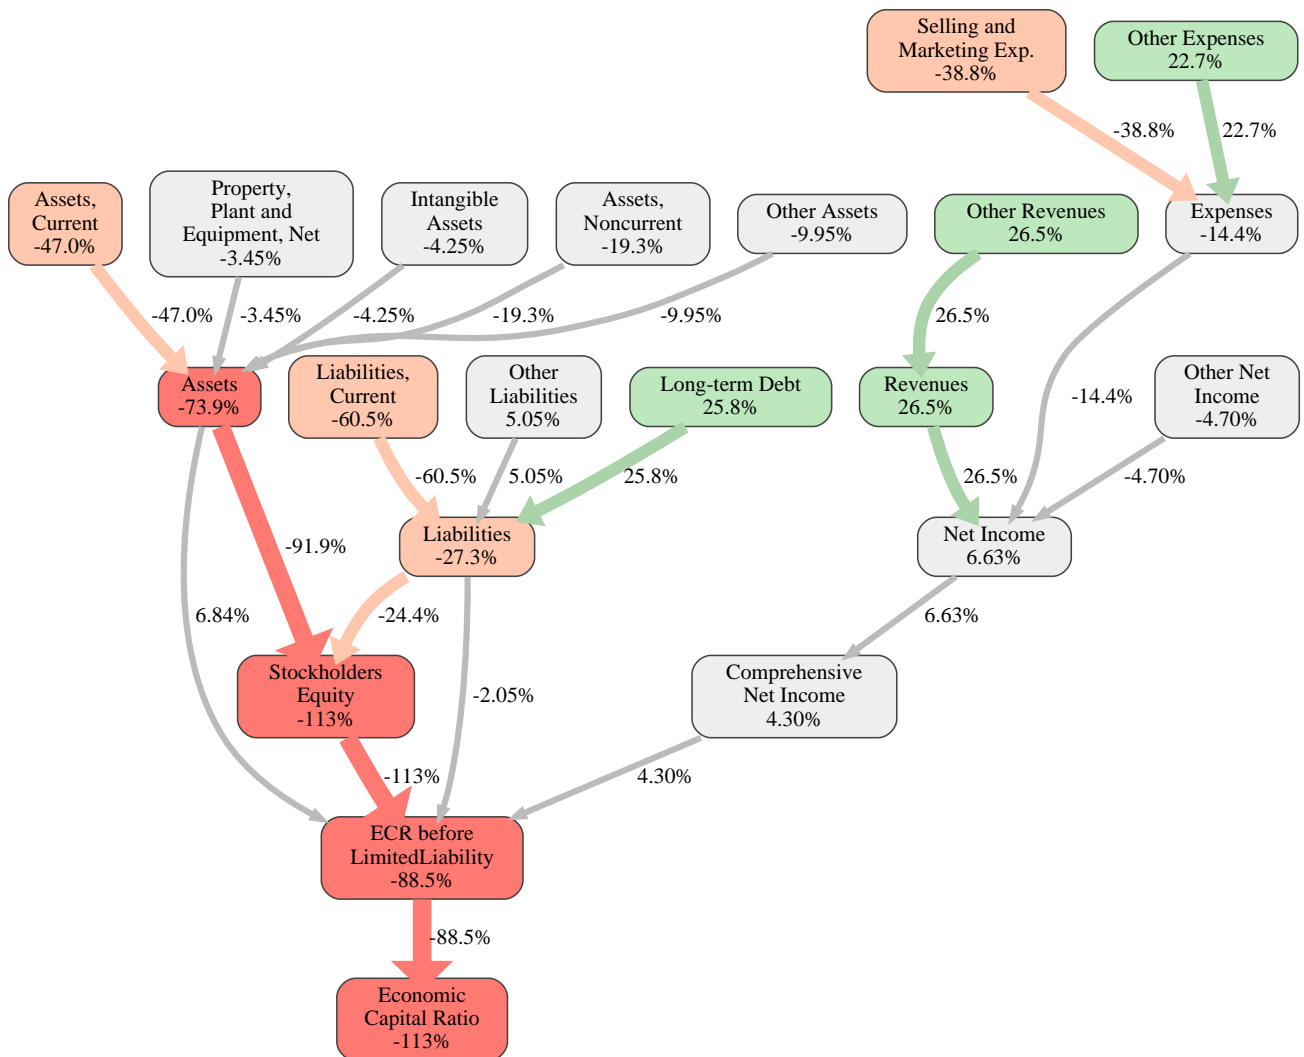 Selling and
Marketing Exp.
-38.8%
Other Expenses
22.7%
-38.8%
22.7%
Assets,
Current
-47.0%
Property,
Plant and
Equipment, Net
-3.45%
Intangible
Assets
-4.25%
Assets,
Noncurrent
-19.3%
Other Assets
-9.95%
Other Revenues
26.5%
Expenses
-14.4%
-47.0%
-3.45%
-4.25%
-19.3%
-9.95%
26.5%
Assets
-73.9%
Liabilities,
Current
-60.5%
Other
Liabilities
5.05%
Long-term Debt
25.8%
Revenues
26.5%
-14.4%
Other Net
Income
-4.70%
-60.5%
5.05%
25.8%
26.5%
-4.70%
-91.9%
Liabilities
-27.3%
Net Income
6.63%
6.84%
-24.4%
6.63%
Stockholders
Equity
-113%
-2.05%
Comprehensive
Net Income
4.30%
-113%
4.30%
ECR before
LimitedLiability
-88.5%
-88.5%
Economic
Capital Ratio
-113%